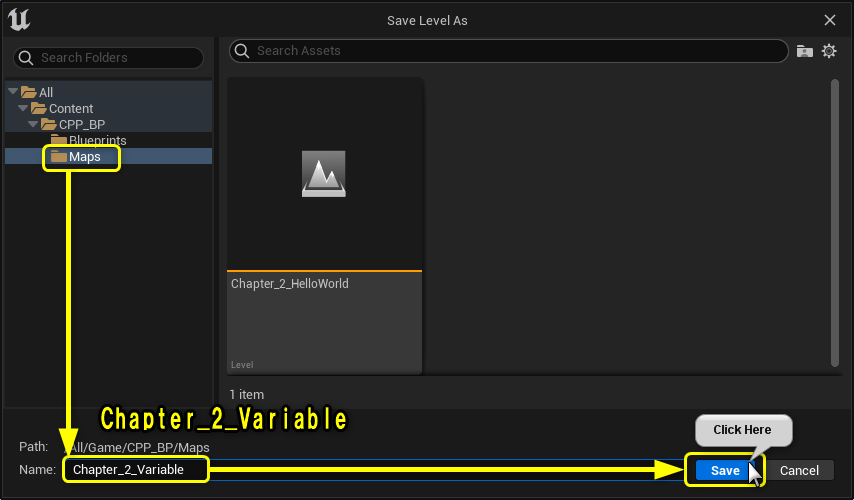 Save Level As
Search Folders
Search Assets
All
Content
CPP_BP
Blueprints
Maps
Chapter_2_HelloWorld
Level
1 item
Chapter_2_Variable
Click Here
Path: /All/Game/CPP_BP/Maps
Name: Chapter_2_Variable
Save
Cancel